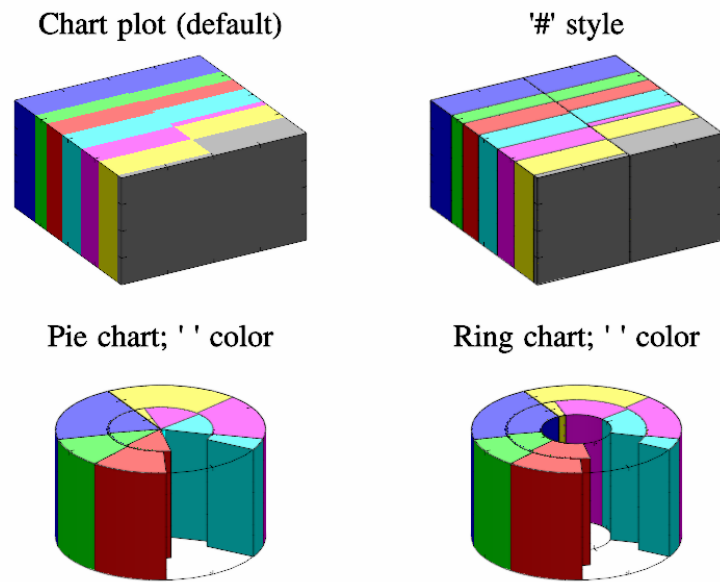 Chart plot (default)
'#' style
Pie chart; ' ' color
Ring chart; ' ' color